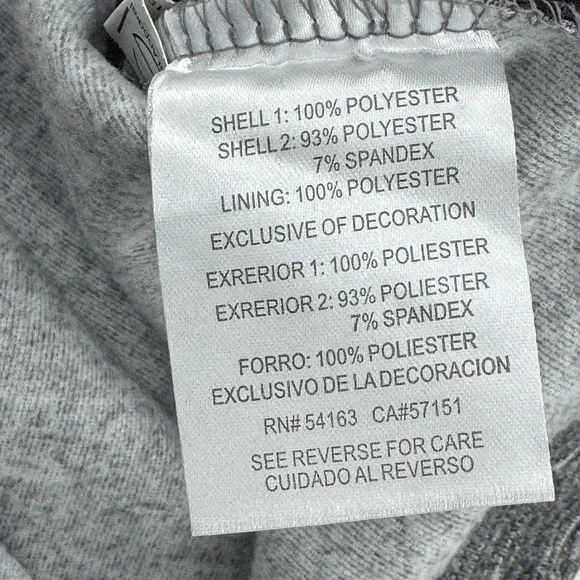 SHELL 1: 100% POLYESTER
SHELL 2: 93% POLYESTER
7% SPANDEX
LINING: 100% POLYESTER
EXCLUSIVE OF DECORATION
EXRERIOR 1: 100% POLIESTER
EXRERIOR 2: 93% POLIESTER
7% SPANDEX
FORRO: 100% POLIESTER
EXCLUSIVO DE LA DECORACION
RN# 54163 CA#57151
SEE REVERSE FOR CARE
CUIDADO AL REVERSO